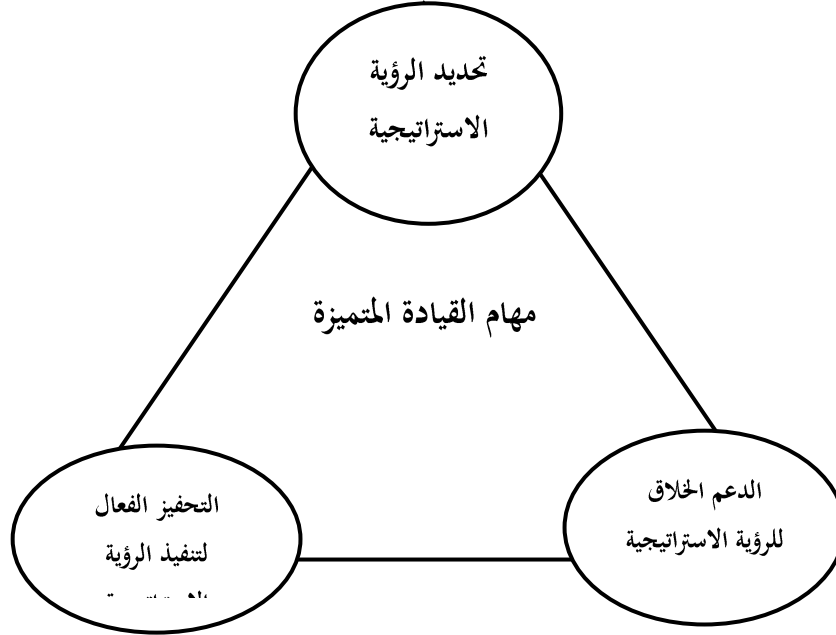 تحديد الرؤية
الاستراتيجية
مهام القيادة المتميزة
الدعم الخلاق
للرؤية الاستراتيجية
التحفيز الفعال
لتنفيذ الرؤية